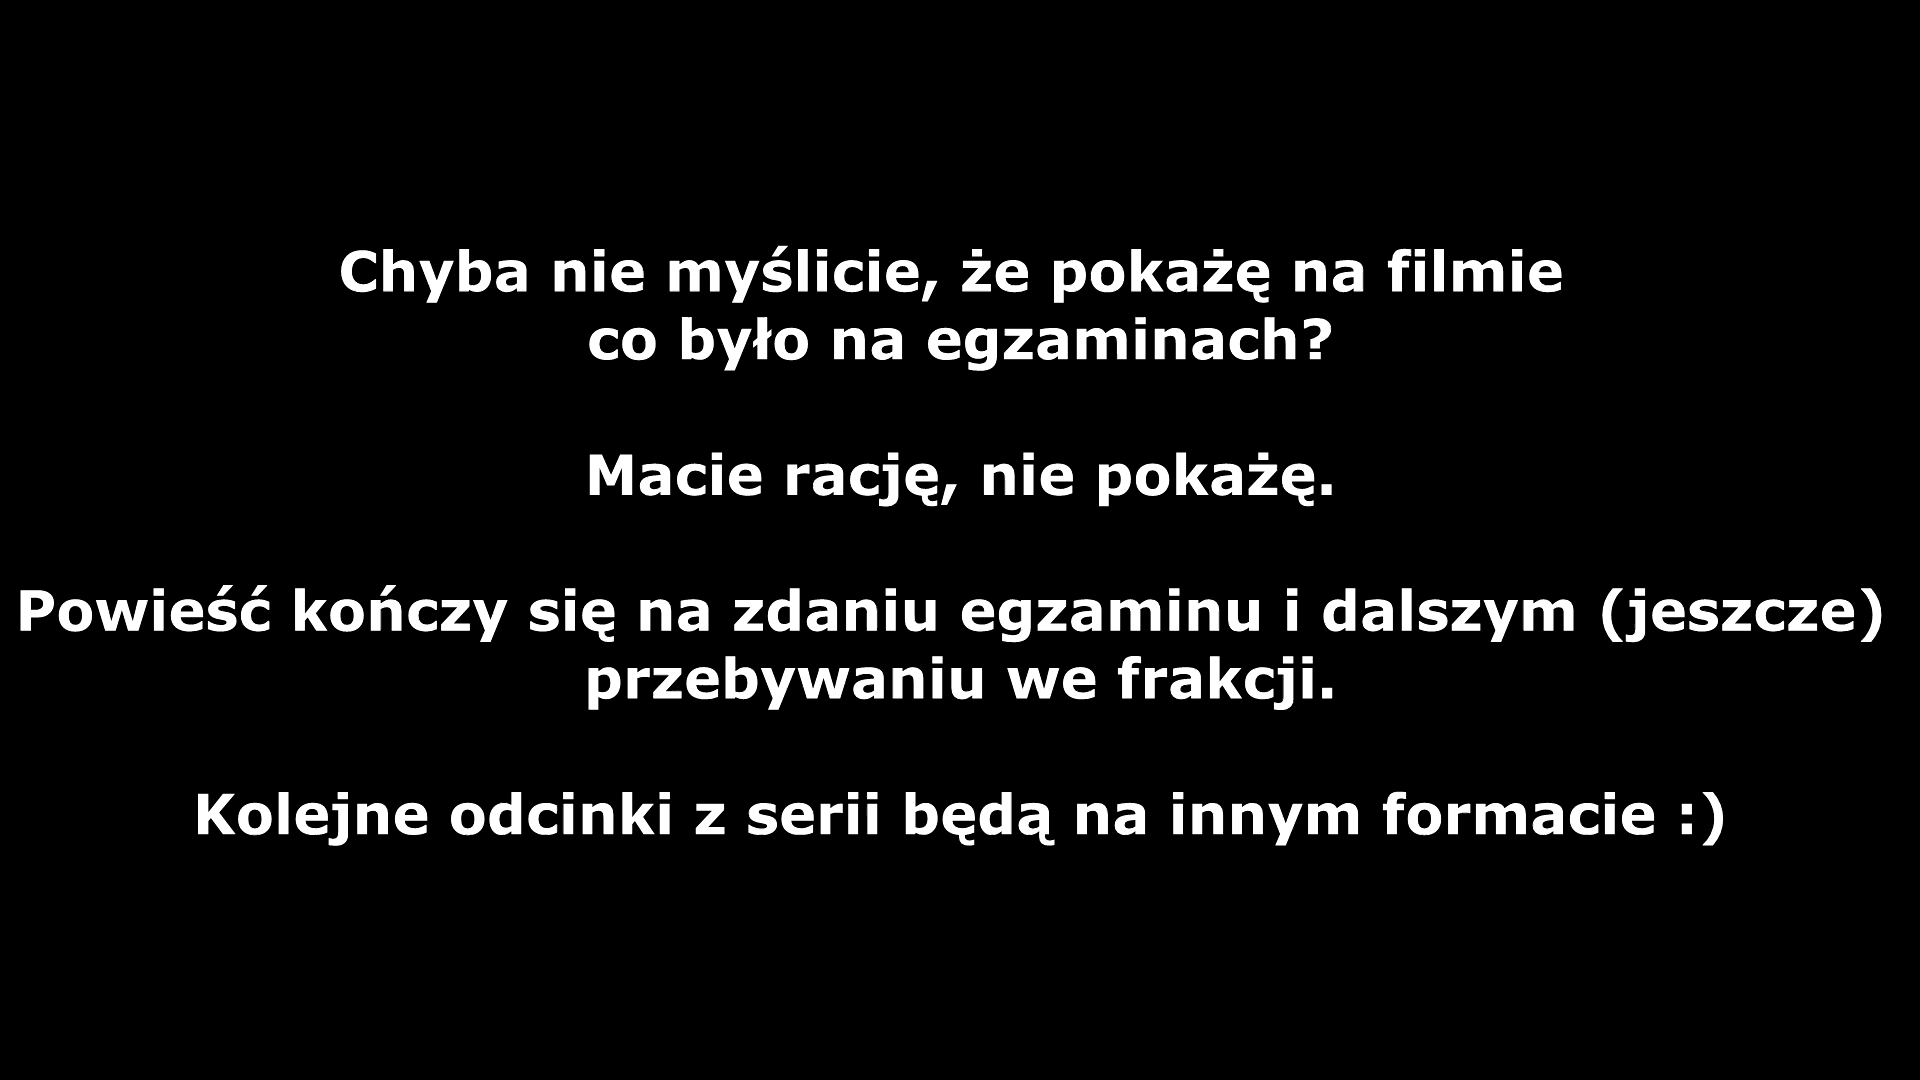 Chyba nie myślicie, że pokażę na filmie
co było na egzaminach?
Macie rację, nie pokażę.
Powieść kończy się na zdaniu egzaminu i dalszym (jeszcze)
przebywaniu we frakcji.
Kolejne odcinki z serii będą na innym formacie :)